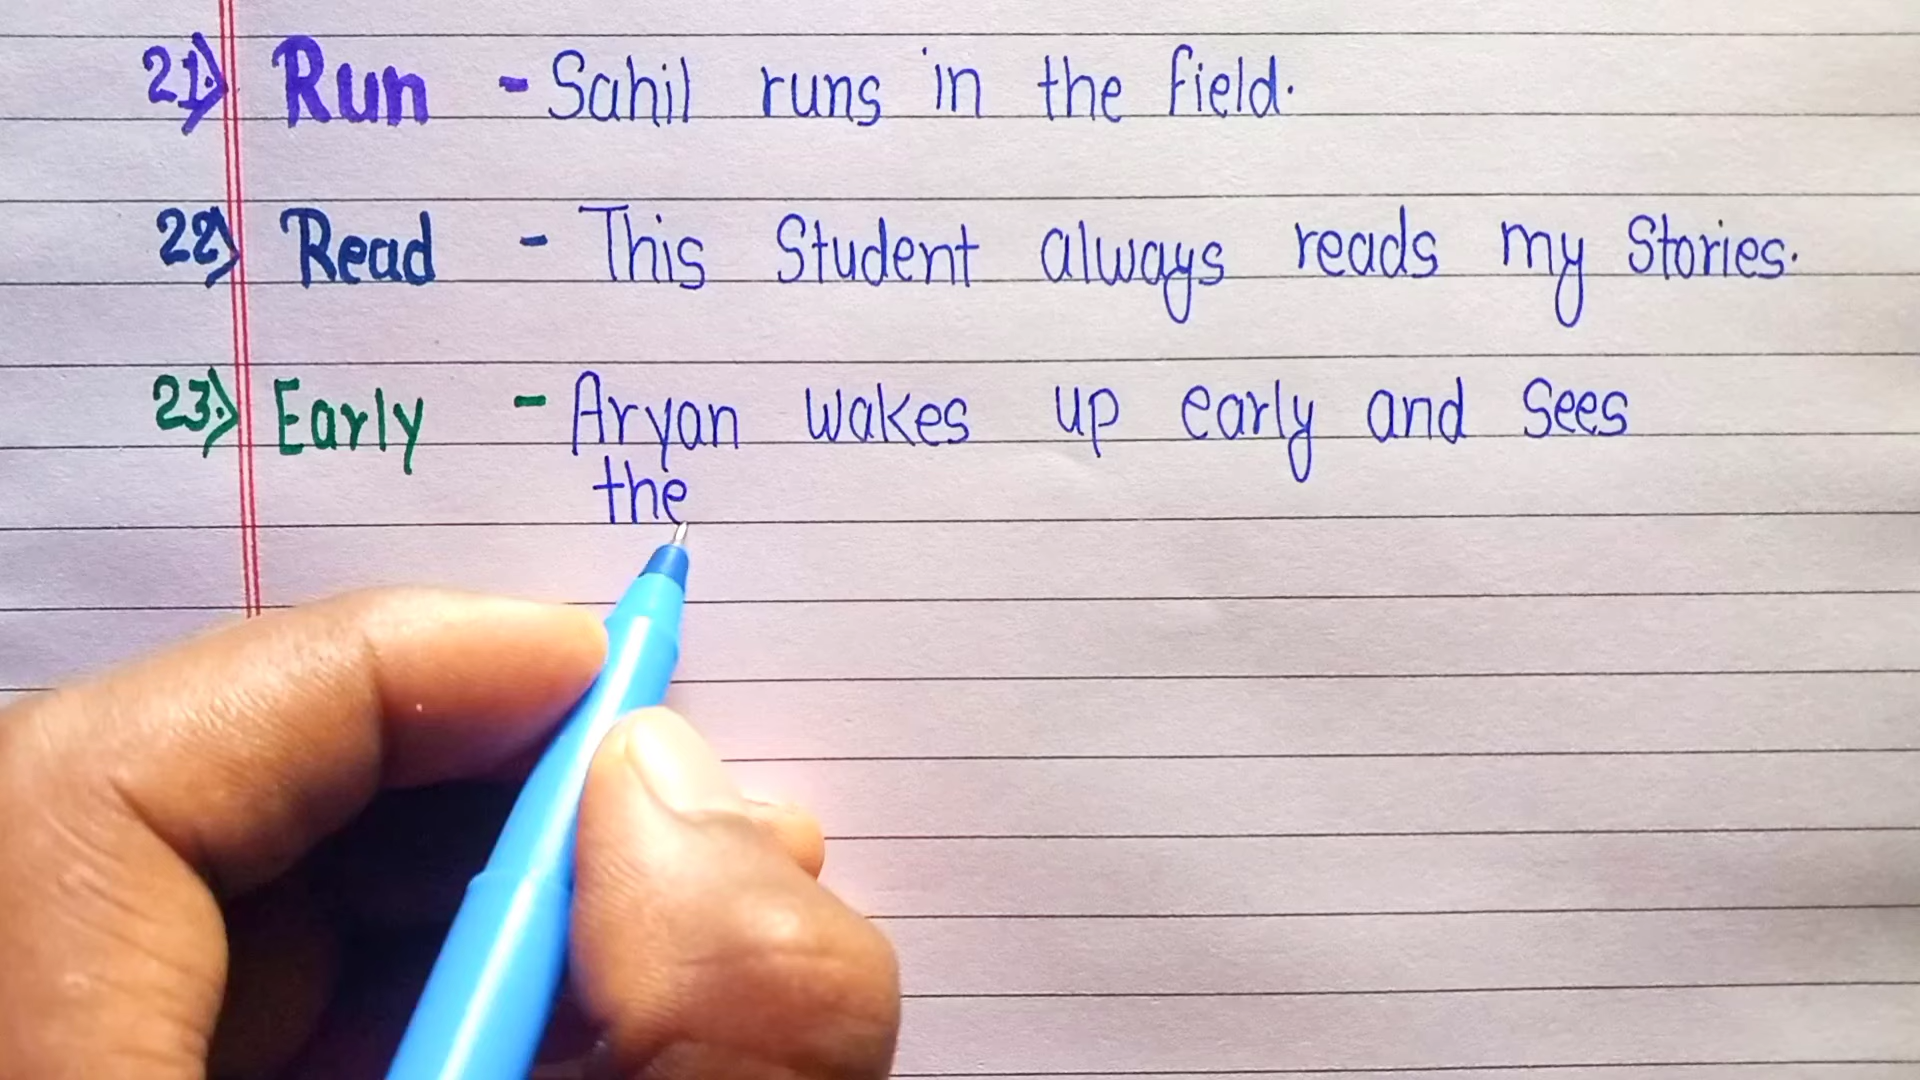 21.) Run - Sahil runs in the field.
22) Read - This Student always reads my Stories.
23.) Early - Aryan wakes up early and sees
the